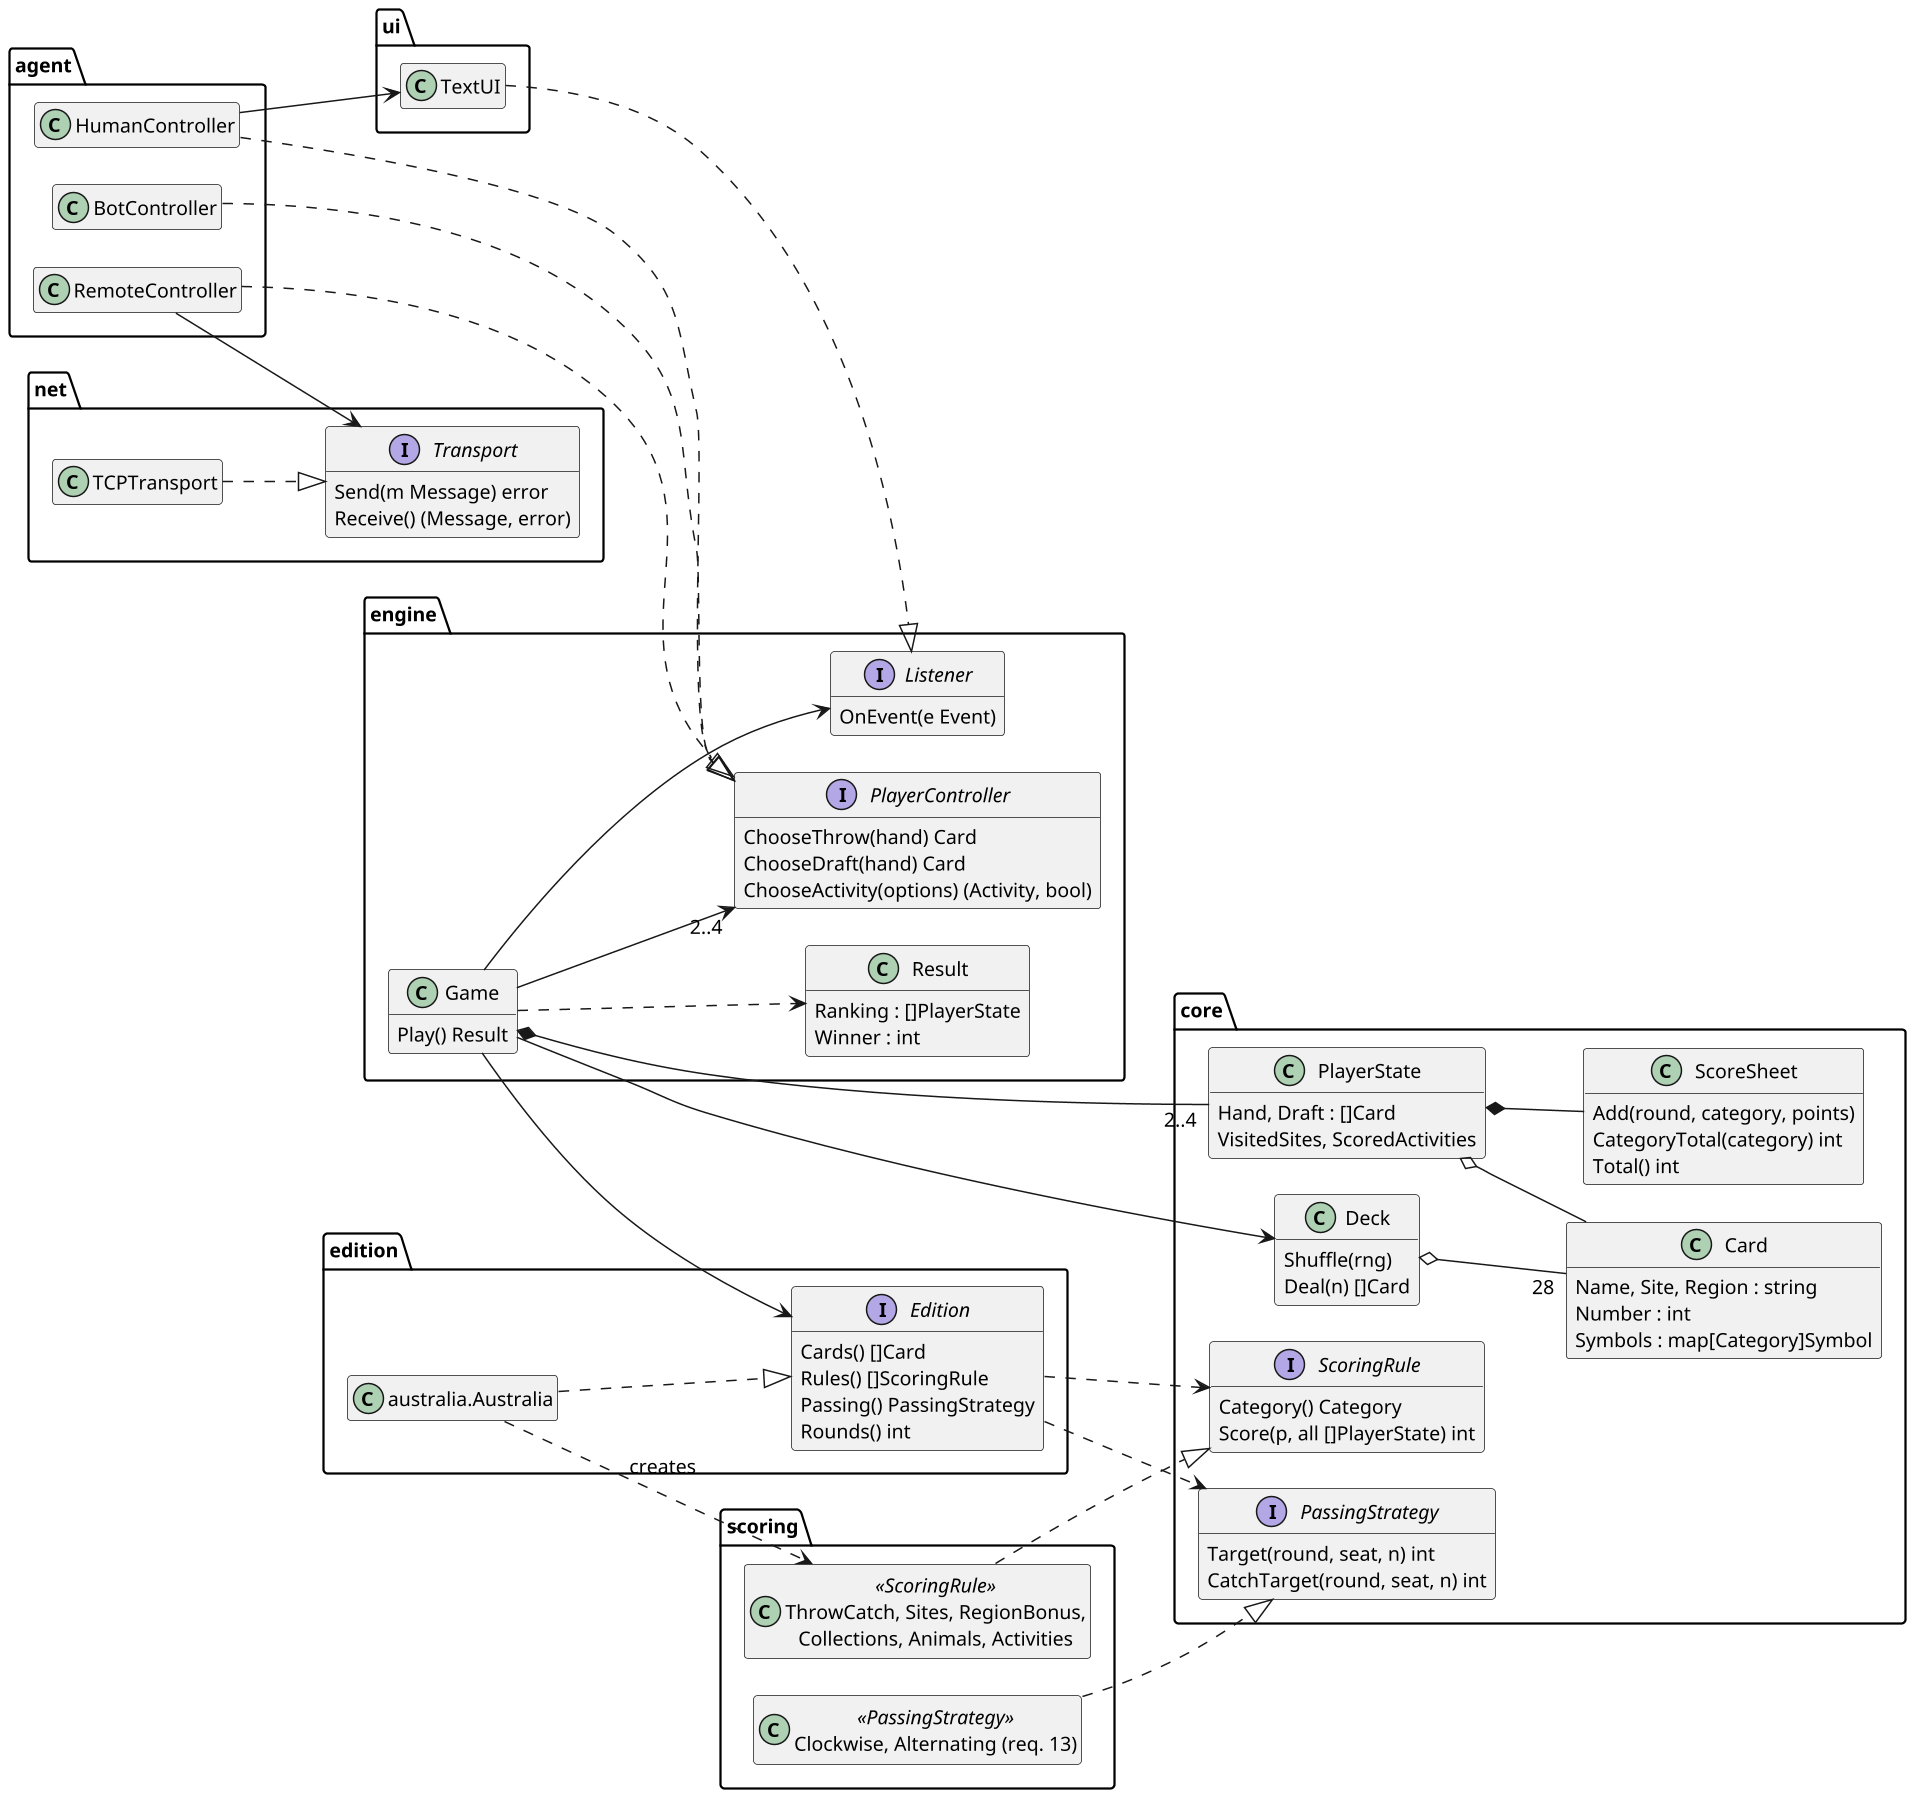 ui
C TextUI
agent
C HumanController
C BotController
C RemoteController
net
C TCPTransport
I Transport
Send(m Message) error
Receive() (Message, error)
engine
I Listener
OnEvent(e Event)
I PlayerController
ChooseThrow(hand) Card
ChooseDraft(hand) Card
ChooseActivity(options) (Activity, bool)
2..4
C Game
Play() Result
C Result
Ranking : []PlayerState
Winner : int
core
C PlayerState
Hand, Draft : []Card
VisitedSites, ScoredActivities
2..4
C ScoreSheet
Add(round, category, points)
CategoryTotal(category) int
Total() int
C Deck
Shuffle(rng)
Deal(n) []Card
28
C Card
Name, Site, Region : string
Number : int
Symbols : map[Category]Symbol
I ScoringRule
Category() Category
Score(p, all []PlayerState) int
I PassingStrategy
Target(round, seat, n) int
CatchTarget(round, seat, n) int
edition
C australia.Australia
I Edition
Cards() []Card
Rules() []ScoringRule
Passing() PassingStrategy
Rounds() int
creates
scoring
«ScoringRule»
C ThrowCatch, Sites, RegionBonus,
Collections, Animals, Activities
«PassingStrategy»
C Clockwise, Alternating (req. 13)